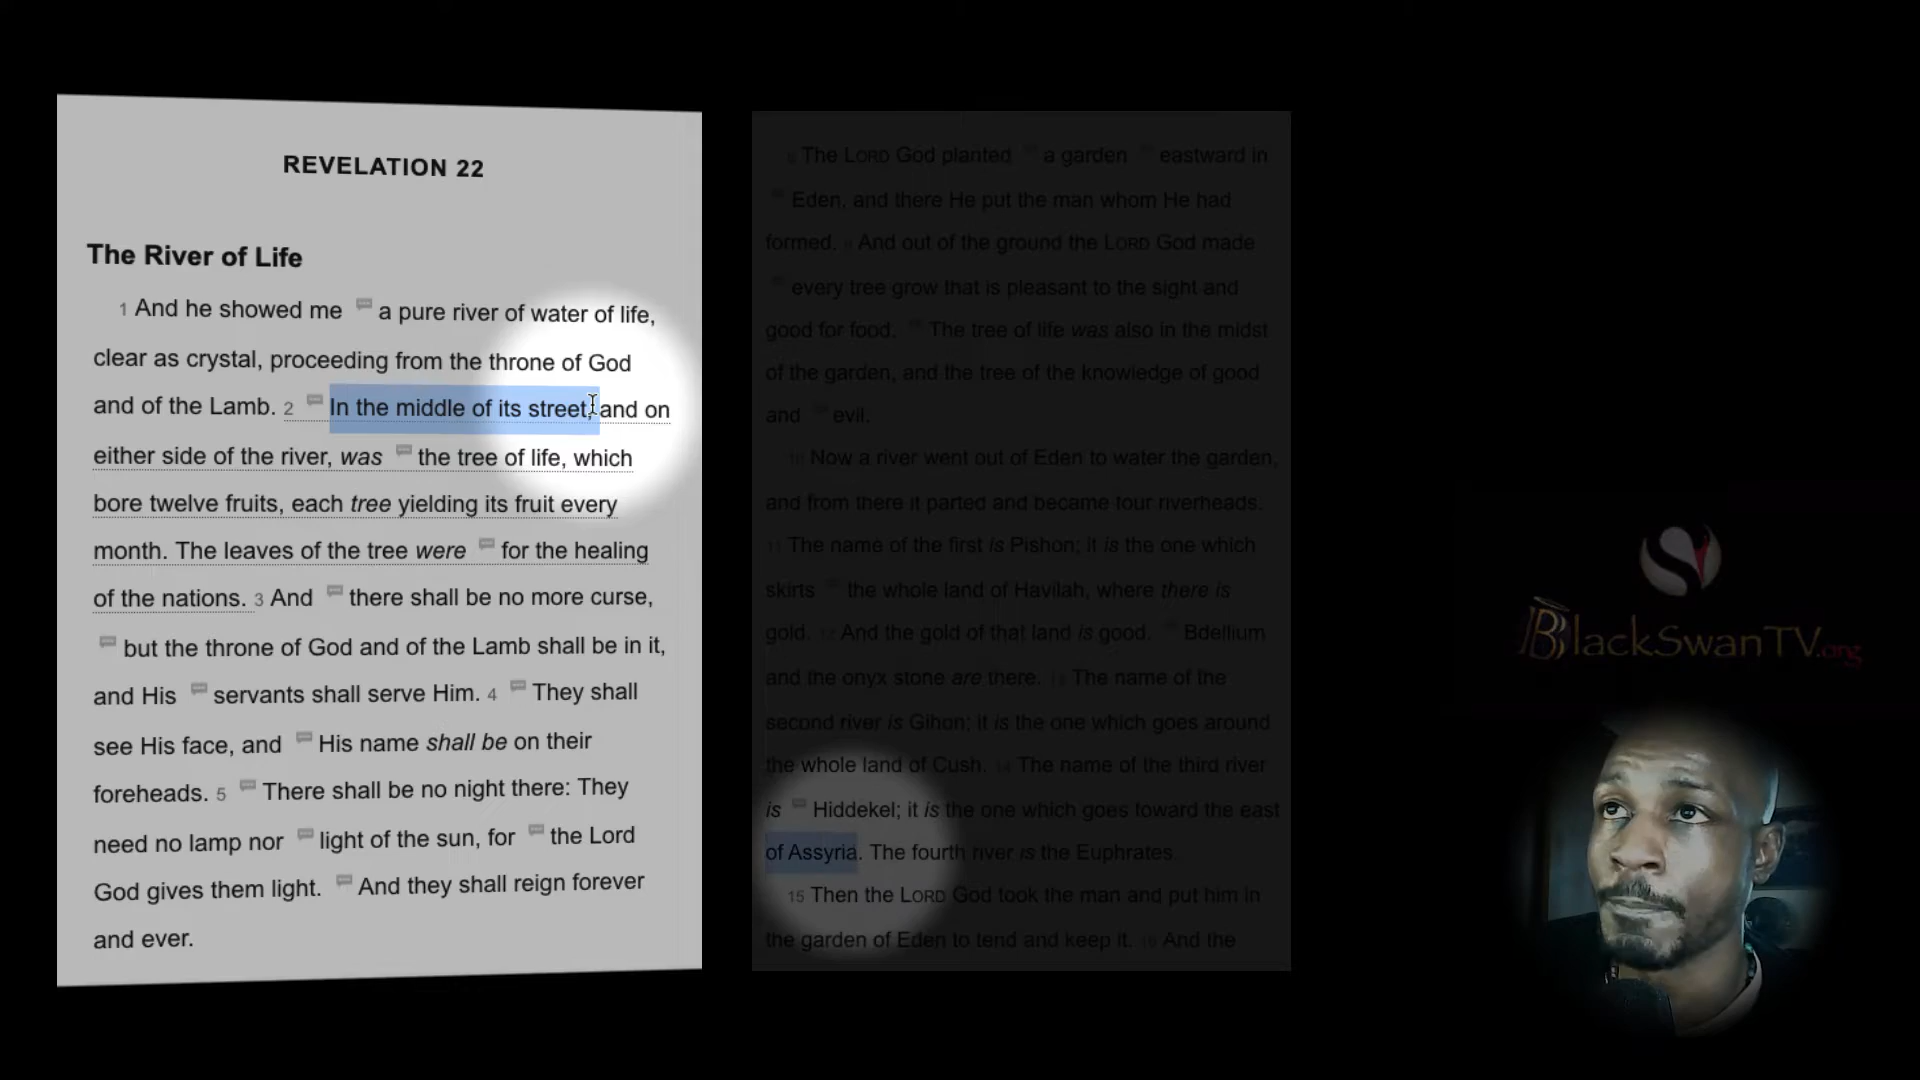 REVELATION 22
The River of Life
1 And he showed me a pure river of water of life,
clear as crystal, proceeding from the throne of God
and of the Lamb. 2 In the middle of its street, and on
either side of the river, was the tree of life, which
bore twelve fruits, each tree yielding its fruit every
month. The leaves of the tree were for the healing
of the nations. 3 And there shall be no more curse,
but the throne of God and of the Lamb shall be in it,
and His servants shall serve Him. 4 They shall
see His face, and His name shall be on their
foreheads. 5 There shall be no night there: They
need no lamp nor light of the sun, for the Lord
God gives them light. And they shall reign forever
and ever.
8 The LORD God planted a garden eastward in
Eden, and there He put the man whom He had
formed. 9 And out of the ground the LORD God made
every tree grow that is pleasant to the sight and
good for food. The tree of life was also in the midst
of the garden, and the tree of the knowledge of good
and evil.
10 Now a river went out of Eden to water the garden,
and from there it parted and became four riverheads.
11 The name of the first is Pishon; it is the one which
skirts the whole land of Havilah, where there is
gold. 12 And the gold of that land is good. Bdellium
and the onyx stone are there. 13 The name of the
second river is Gihon; it is the one which goes around
the whole land of Cush. 14 The name of the third river
is Hiddekel; it is the one which goes toward the east
of Assyria. The fourth river is the Euphrates.
15 Then the LORD God took the man and put him in
the garden of Eden to tend and keep it. 16 And the
BlackSwanTV.org